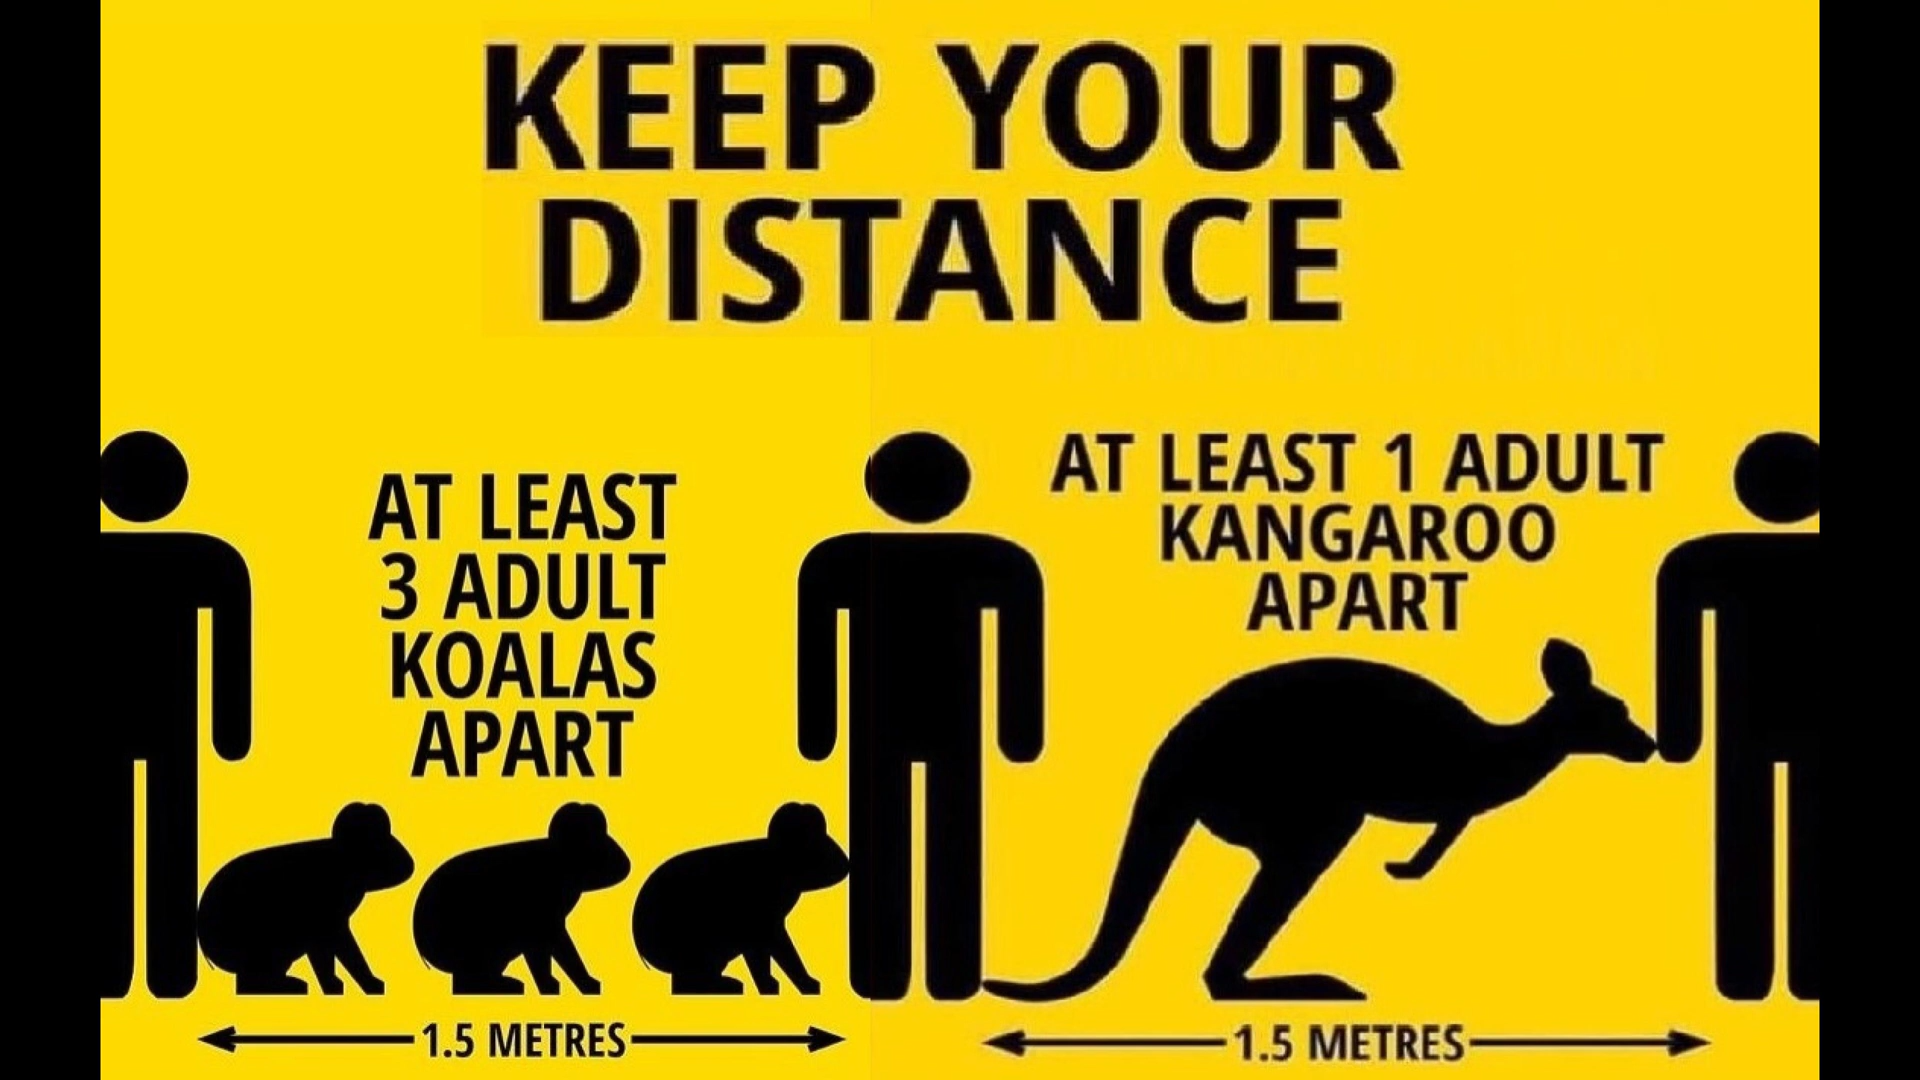 KEEP YOUR
DISTANCE
AT LEAST
3 ADULT
KOALAS
APART
1.5 METRES
AT LEAST 1 ADULT
KANGAROO
APART
1.5 METRES